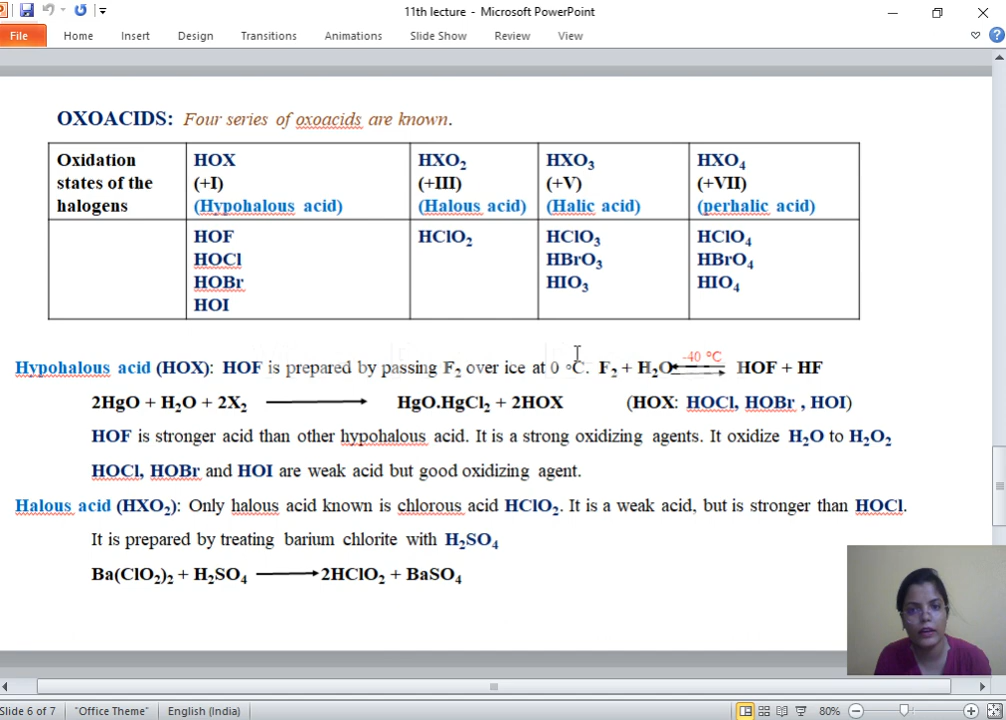 11th lecture - Microsoft PowerPoint
File Home Insert Design Transitions Animations Slide Show Review View
OXOACIDS: Four series of oxoacids are known.
Oxidation states of the halogens
HOX (+I) (Hypohalous acid)
HXO₂ (+III) (Halous acid)
HXO₃ (+V) (Halic acid)
HXO₄ (+VII) (perhalic acid)
HOF HOCl HOBr HOI
HClO₂
HClO₃ HBrO₃ HIO₃
HClO₄ HBrO₄ HIO₄
Hypohalous acid (HOX): HOF is prepared by passing F₂ over ice at 0 °C. F₂ + H₂O ⇌ -40 °C HOF + HF
2HgO + H₂O + 2X₂ ⟶ HgO.HgCl₂ + 2HOX (HOX: HOCl, HOBr , HOI)
HOF is stronger acid than other hypohalous acid. It is a strong oxidizing agents. It oxidize H₂O to H₂O₂
HOCl, HOBr and HOI are weak acid but good oxidizing agent.
Halous acid (HXO₂): Only halous acid known is chlorous acid HClO₂. It is a weak acid, but is stronger than HOCl.
It is prepared by treating barium chlorite with H₂SO₄
Ba(ClO₂)₂ + H₂SO₄ ⟶ 2HClO₂ + BaSO₄
Slide 6 of 7 "Office Theme" English (India) 80%